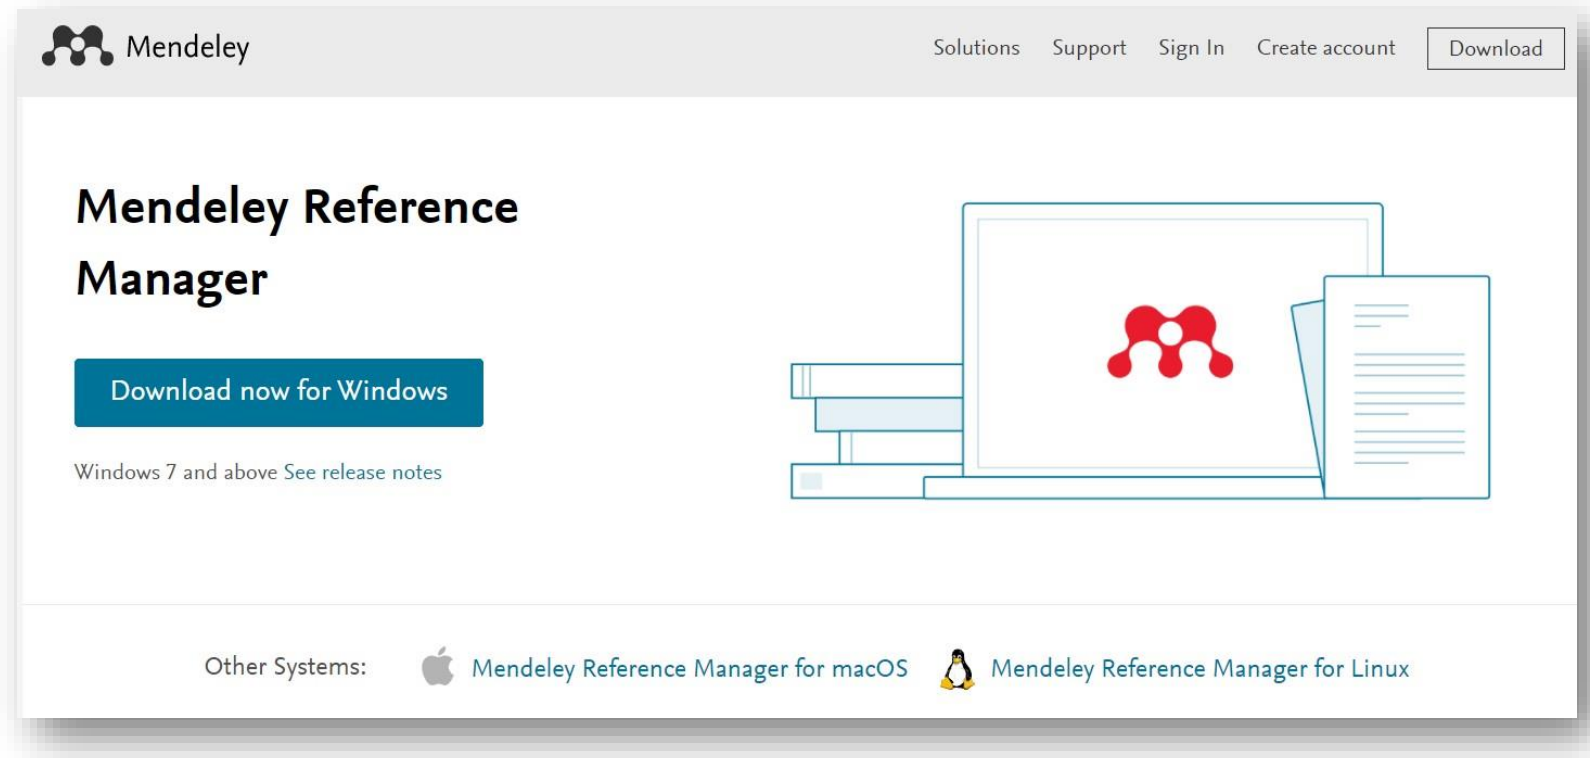 Mendeley
Solutions Support Sign In Create account Download
Mendeley Reference
Manager
Download now for Windows
Windows 7 and above See release notes
Other Systems: Mendeley Reference Manager for macOS Mendeley Reference Manager for Linux